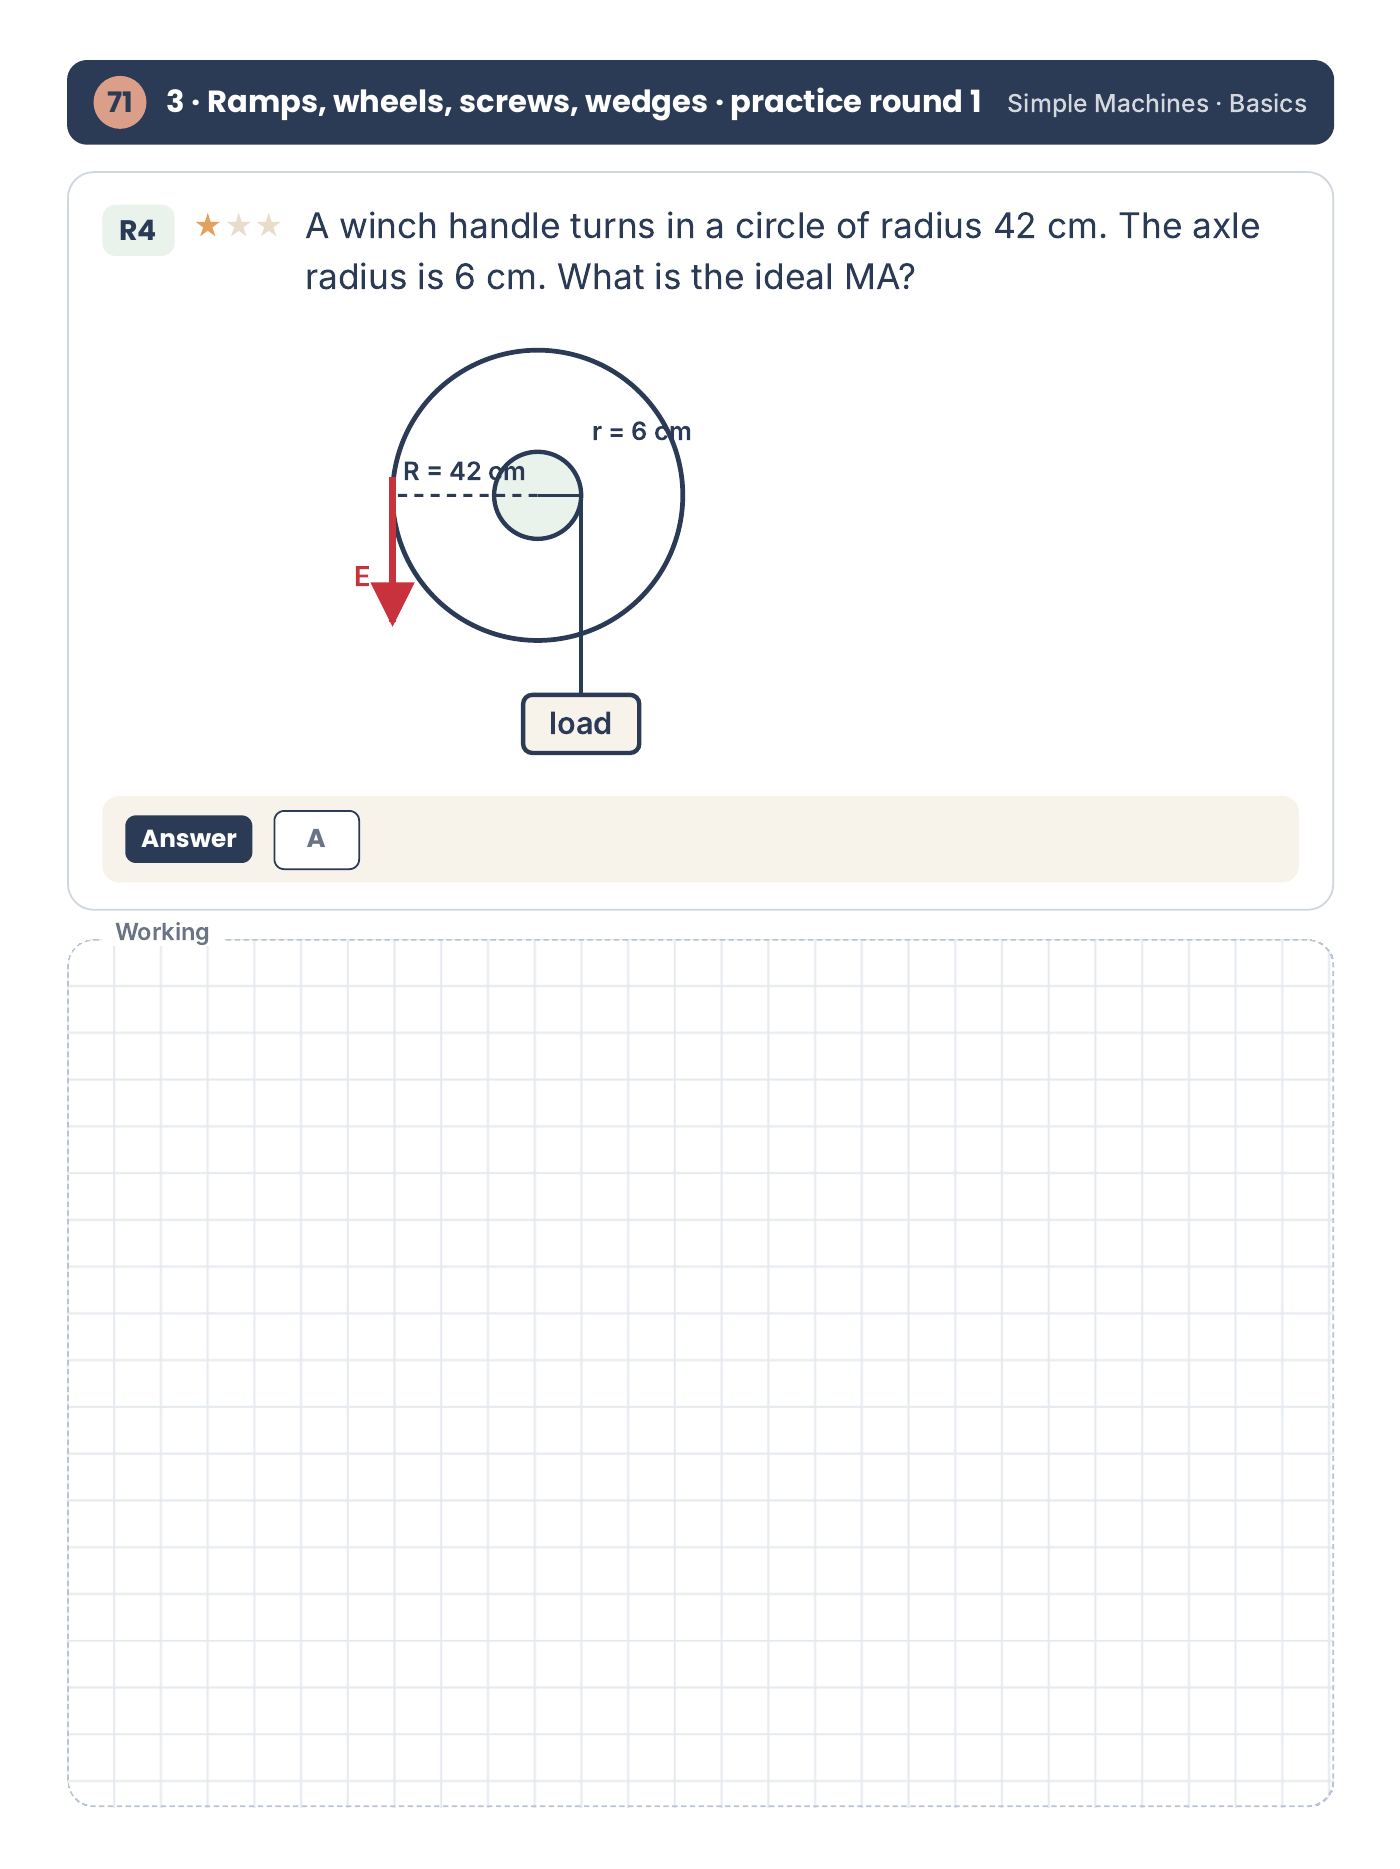 71 3 · Ramps, wheels, screws, wedges · practice round 1 Simple Machines · Basics
R4 ★★★ A winch handle turns in a circle of radius 42 cm. The axle
radius is 6 cm. What is the ideal MA?
r = 6 cm
R = 42 cm
E
load
Answer A
Working